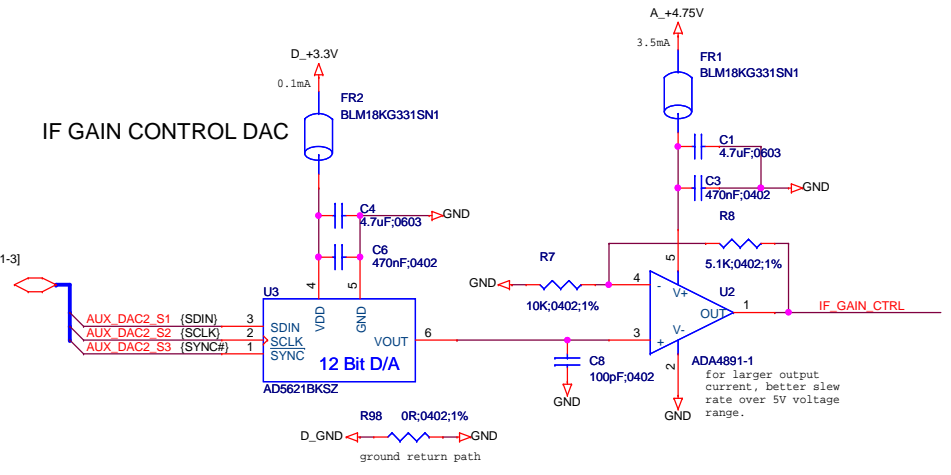 A_+4.75V
3.5mA
FR1
BLM18KG331SN1
D_+3.3V
0.1mA
FR2
BLM18KG331SN1
IF GAIN CONTROL DAC
C1
4.7uF;0603
C3
470nF;0402
GND
C4
4.7uF;0603
GND
C6
470nF;0402
R8
5.1K;0402;1%
R7
GND
10K;0402;1%
1-3]
U3
4
5
VDD
GND
AUX_DAC2_S1 {SDIN} 3 SDIN
AUX_DAC2_S2 {SCLK} 2 SCLK
AUX_DAC2_S3 {SYNC#} 1 SYNC
VOUT 6
12 Bit D/A
AD5621BKSZ
5
U2
4 -
V+
OUT 1
IF_GAIN_CTRL
V-
3 +
2
ADA4891-1
for larger output
current, better slew
rate over 5V voltage
range.
GND
C8
100pF;0402
GND
R98 0R;0402;1%
D_GND GND
ground return path